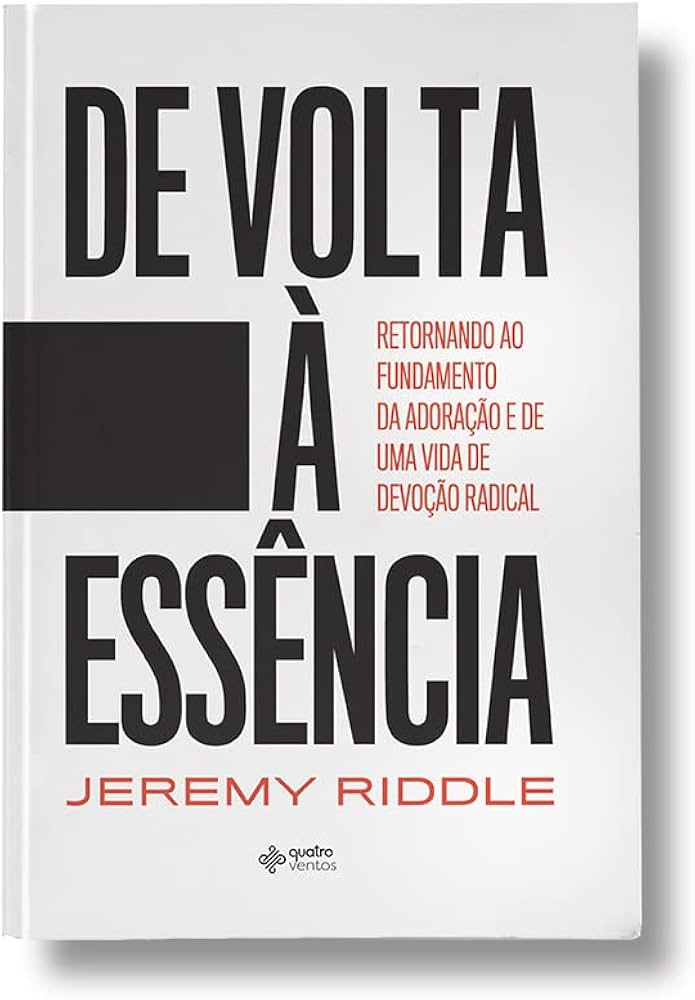 DE VOLTA
À
RETORNANDO AO
FUNDAMENTO
DA ADORAÇÃO E DE
UMA VIDA DE
DEVOÇÃO RADICAL
ESSÊNCIA
JEREMY RIDDLE
quatro
ventos